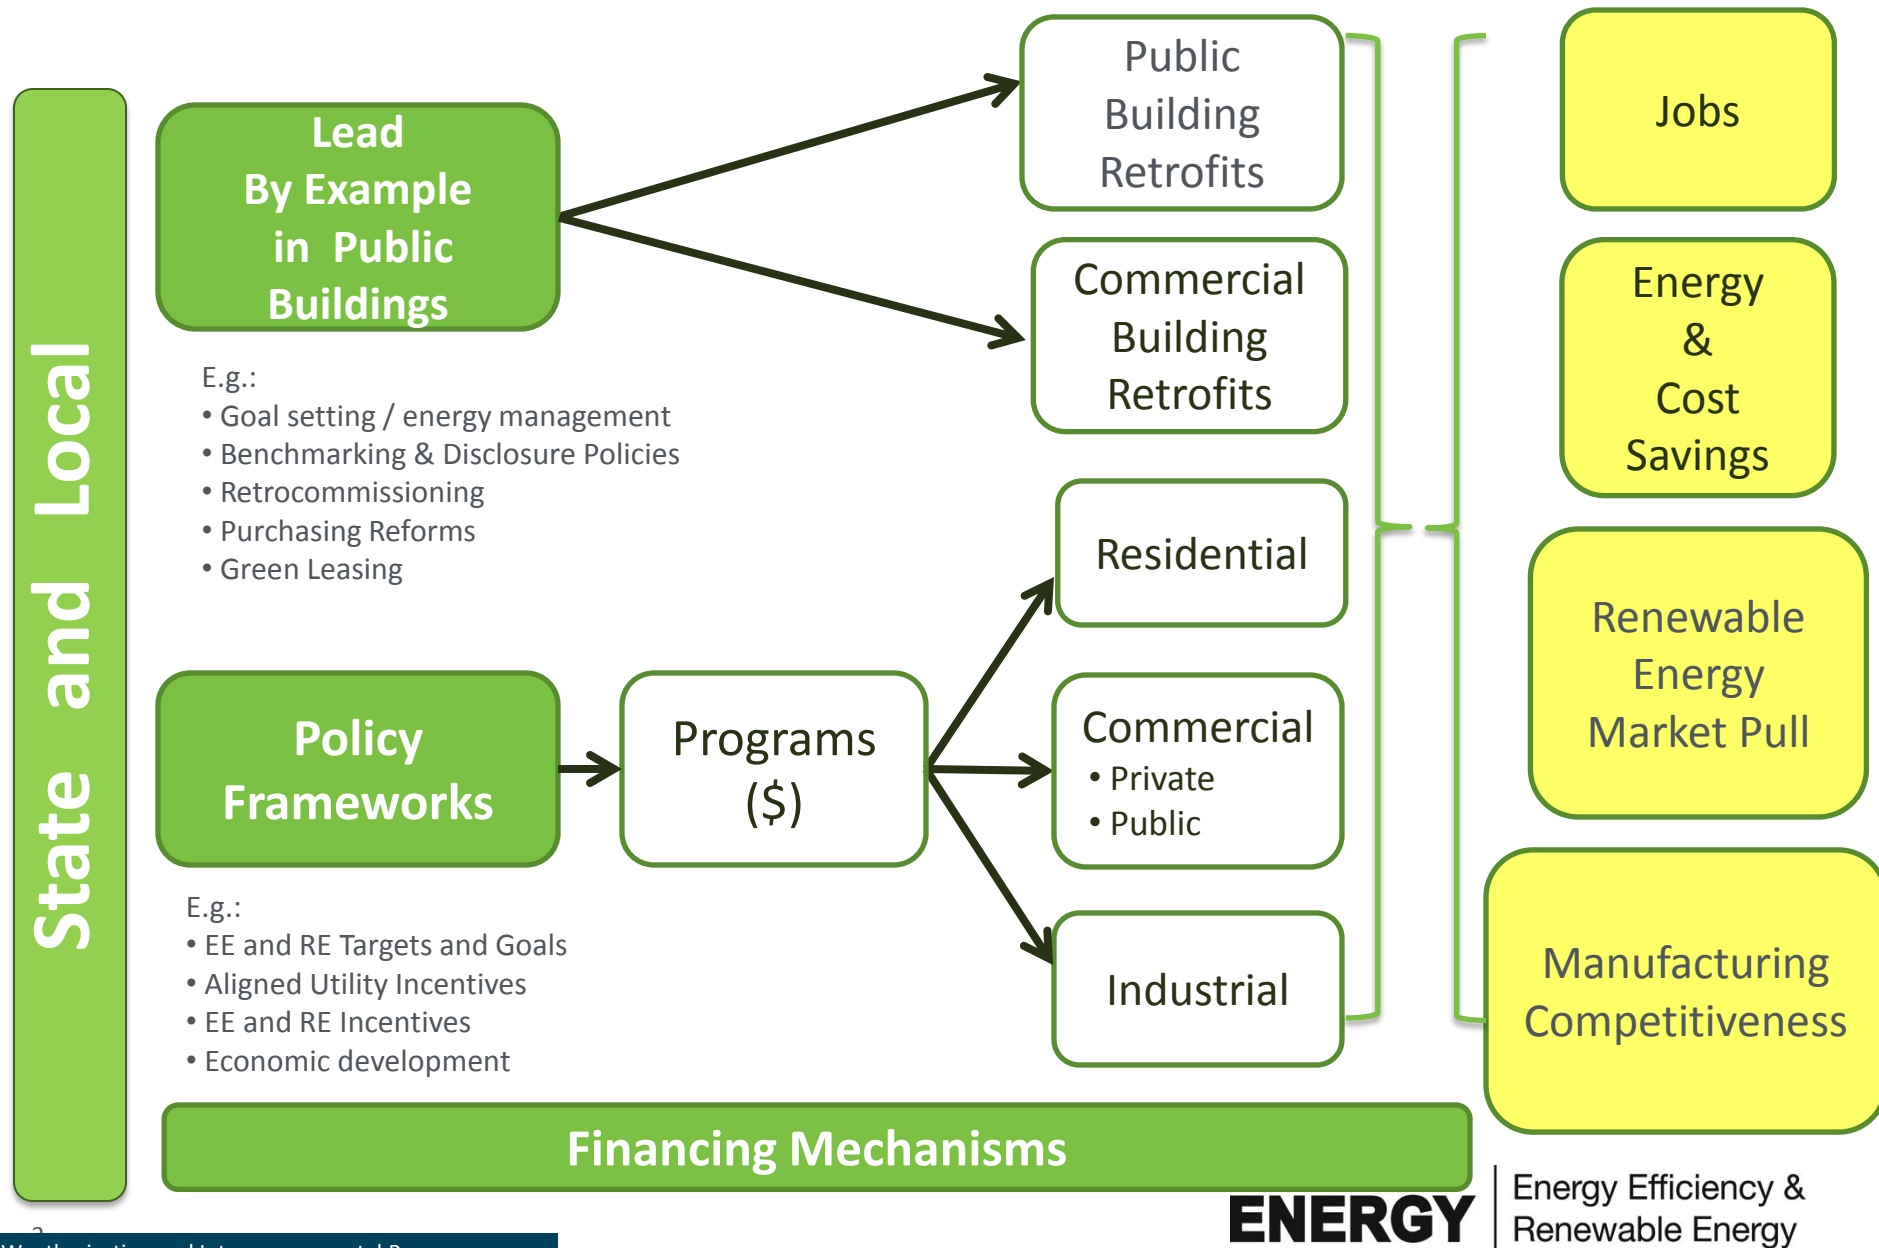 State and Local
Lead
By Example
in Public
Buildings
E.g.:
• Goal setting / energy management
• Benchmarking & Disclosure Policies
• Retrocommissioning
• Purchasing Reforms
• Green Leasing
Policy
Frameworks
E.g.:
• EE and RE Targets and Goals
• Aligned Utility Incentives
• EE and RE Incentives
• Economic development
Programs
($)
Public
Building
Retrofits
Commercial
Building
Retrofits
Residential
Commercial
• Private
• Public
Industrial
Jobs
Energy
&
Cost
Savings
Renewable
Energy
Market Pull
Manufacturing
Competitiveness
Financing Mechanisms
ENERGY
Energy Efficiency &
Renewable Energy